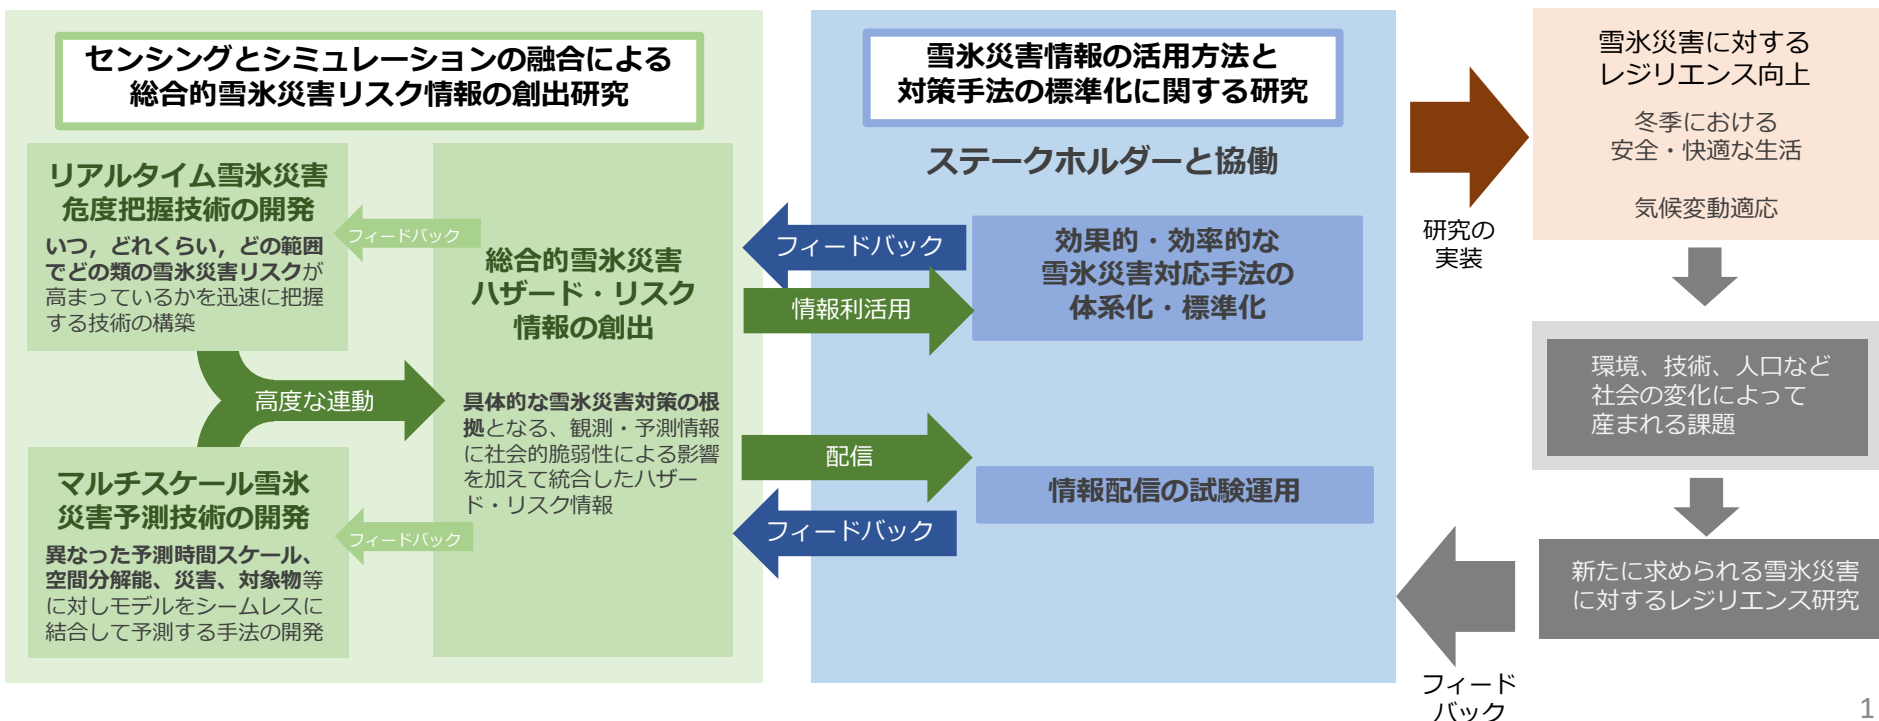 センシングとシミュレーションの融合による
総合的雪氷災害リスク情報の創出研究
リアルタイム雪氷災害
危度把握技術の開発
いつ，どれくらい，どの範囲
でどの類の雪氷災害リスクが
高まっているかを迅速に把握
する技術の構築
フィードバック
高度な連動
マルチスケール雪氷
災害予測技術の開発
異なった予測時間スケール、
空間分解能、災害、対象物等
に対しモデルをシームレスに
結合して予測する手法の開発
フィードバック
総合的雪氷災害
ハザード・リスク
情報の創出
具体的な雪氷災害対策の根
拠となる、観測・予測情報
に社会的脆弱性による影響
を加えて統合したハザー
ド・リスク情報
雪氷災害情報の活用方法と
対策手法の標準化に関する研究
ステークホルダーと協働
フィードバック
情報利活用
効果的・効率的な
雪氷災害対応手法の
体系化・標準化
配信
フィードバック
情報配信の試験運用
研究の
実装
雪氷災害に対する
レジリエンス向上
冬季における
安全・快適な生活
気候変動適応
環境、技術、人口など
社会の変化によって
産まれる課題
新たに求められる雪氷災害
に対するレジリエンス研究
フィード
バック
1